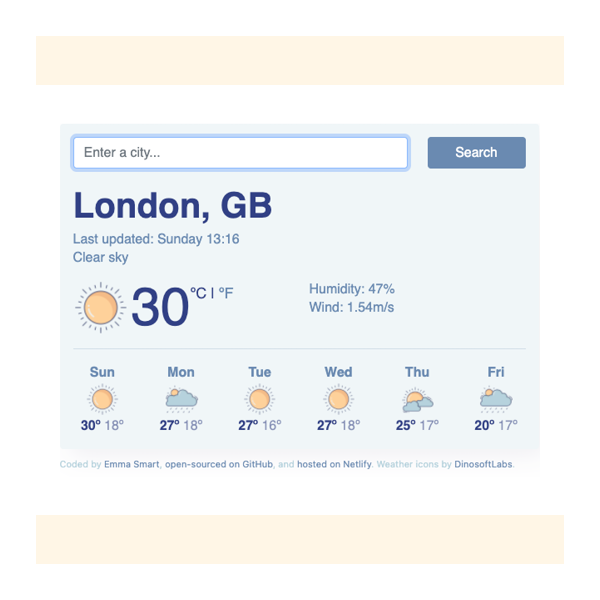 Enter a city...
Search
London, GB
Last updated: Sunday 13:16
Clear sky
30 °C | °F
Humidity: 47%
Wind: 1.54m/s
Sun Mon Tue Wed Thu Fri
30° 18° 27° 18° 27° 16° 27° 18° 25° 17° 20° 17°
Coded by Emma Smart, open-sourced on GitHub, and hosted on Netlify. Weather icons by DinosoftLabs.